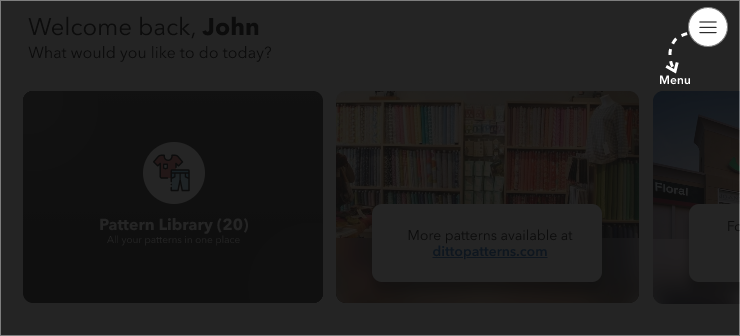 Welcome back, John
What would you like to do today?
Menu
Pattern Library (20)
All your patterns in one place
More patterns available at
dittopatterns.com
Floral
Fo